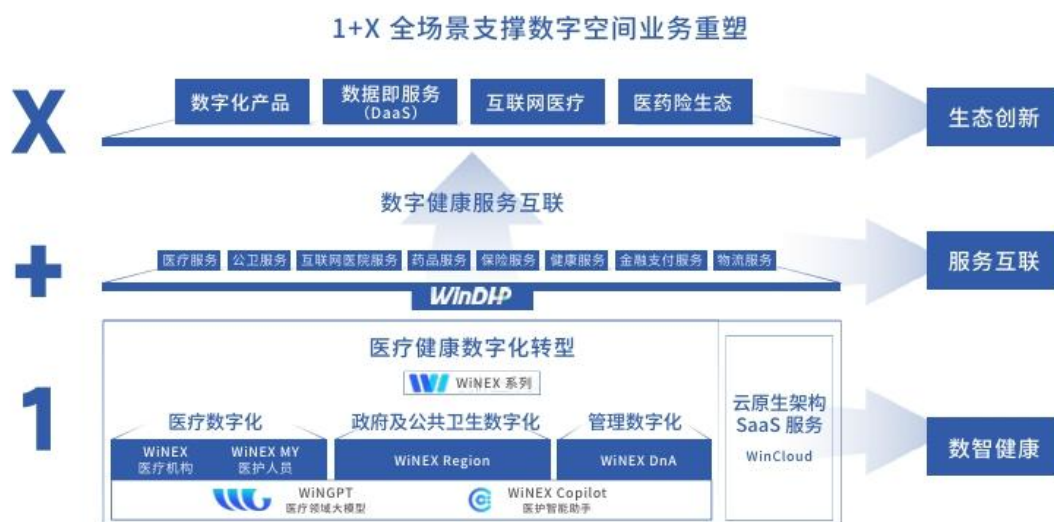 1+X 全场景支撑数字空间业务重塑
X
数字化产品
数据即服务
（DaaS）
互联网医疗
医药险生态
生态创新
数字健康服务互联
+
医疗服务
公卫服务
互联网医院服务
药品服务
保险服务
健康服务
金融支付服务
物流服务
服务互联
WinDHP
1
医疗健康数字化转型
WiNEX 系列
医疗数字化
政府及公共卫生数字化
管理数字化
WiNEX
医疗机构
WiNEX MY
医护人员
WiNEX Region
WiNEX DnA
WiNGPT
医疗领域大模型
WiNEX Copilot
医护智能助手
云原生架构
SaaS 服务
WinCloud
数智健康